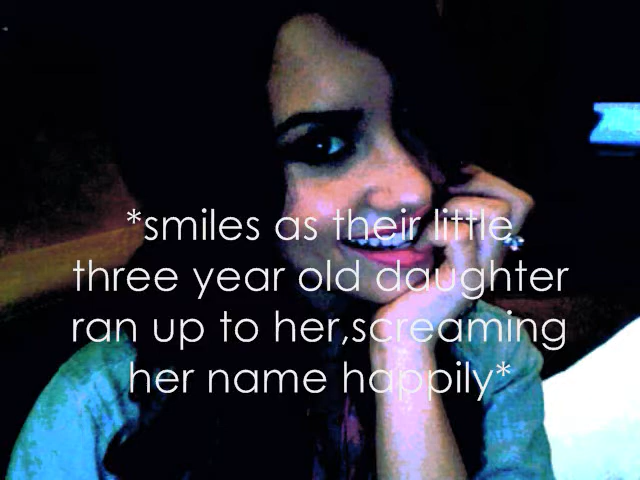 *smiles as their little
three year old daughter
ran up to her,screaming
her name happily*